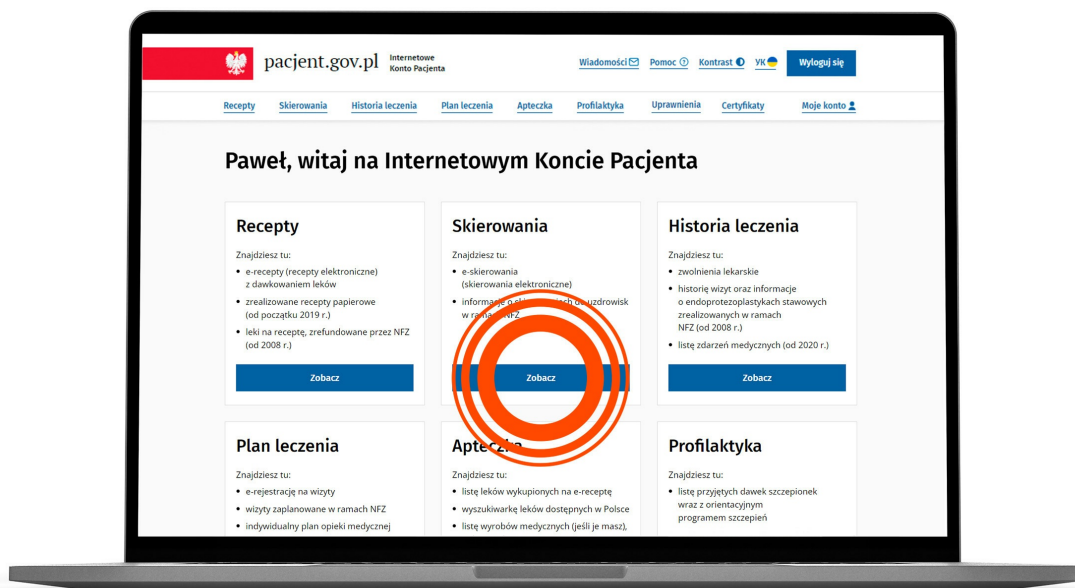 pacjent.gov.pl
Internetowe
Konto Pacjenta
Wiadomości
Pomoc
Kontrast
УК
Wyloguj się
Recepty
Skierowania
Historia leczenia
Plan leczenia
Apteczka
Profilaktyka
Uprawnienia
Certyfikaty
Moje konto
Paweł, witaj na Internetowym Koncie Pacjenta
Recepty
Znajdziesz tu:
• e-recepty (recepty elektroniczne)
z dawkowaniem leków
• zrealizowane recepty papierowe
(od początku 2019 r.)
• leki na receptę, zrefundowane przez NFZ
(od 2008 r.)
Zobacz
Skierowania
Znajdziesz tu:
• e-skierowania
(skierowania elektroniczne)
• informacje o skierowaniach do uzdrowisk
w ramach NFZ
Zobacz
Historia leczenia
Znajdziesz tu:
• zwolnienia lekarskie
• historię wizyt oraz informacje
o endoprotezoplastykach stawowych
zrealizowanych w ramach
NFZ (od 2008 r.)
• listę zdarzeń medycznych (od 2020 r.)
Zobacz
Plan leczenia
Znajdziesz tu:
• e-rejestrację na wizyty
• wizyty zaplanowane w ramach NFZ
• indywidualny plan opieki medycznej
Apteczka
Znajdziesz tu:
• listę leków wykupionych na e-receptę
• wyszukiwarkę leków dostępnych w Polsce
• listę wyrobów medycznych (jeśli je masz),
Profilaktyka
Znajdziesz tu:
• listę przyjętych dawek szczepionek
wraz z orientacyjnym
programem szczepień